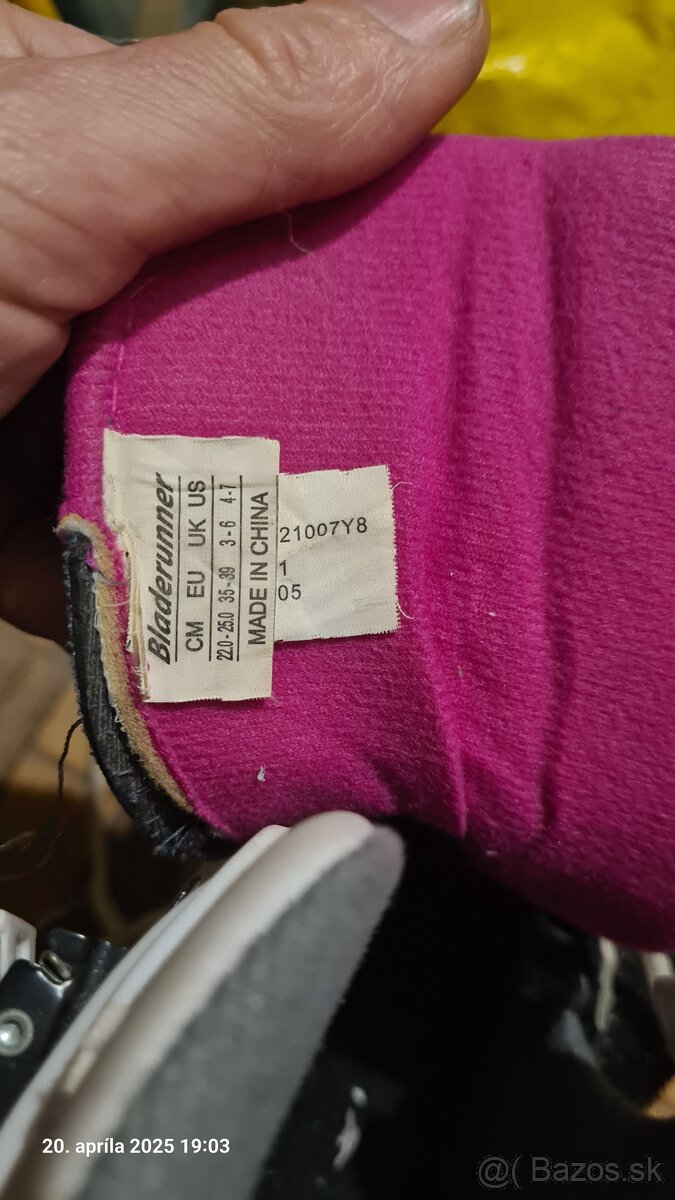 Bladerunner
CM EU UK US
22.0-25.0 35-39 3-6 4-7
MADE IN CHINA
21007Y8
1
05
20. apríla 2025 19:03
@( Bazos.sk